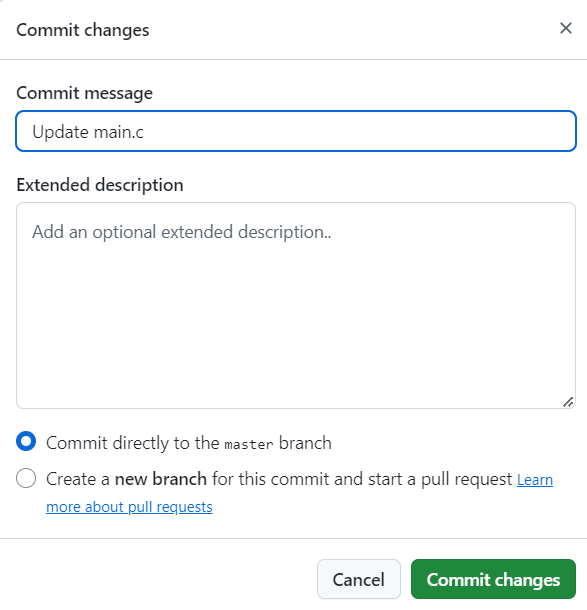 Commit changes
Commit message
Update main.c
Extended description
Add an optional extended description..
Commit directly to the master branch
Create a new branch for this commit and start a pull request Learn
more about pull requests
Cancel
Commit changes